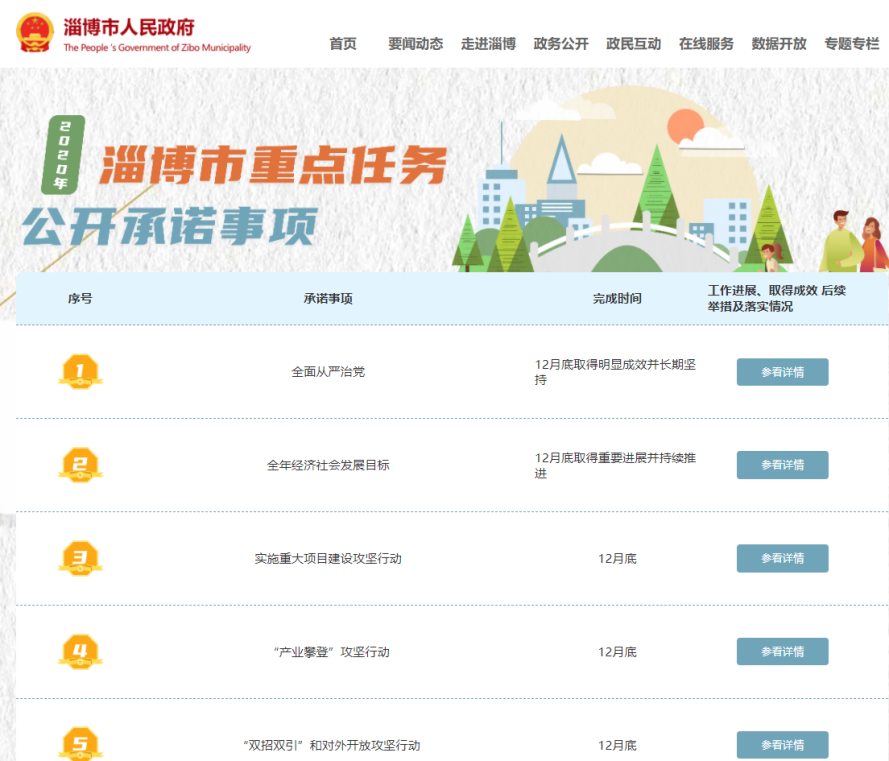 淄博市人民政府
The People 's Government of Zibo Municipality
首页 要闻动态 走进淄博 政务公开 政民互动 在线服务 数据开放 专题专栏
2020年
淄博市重点任务
公开承诺事项
序号 承诺事项 完成时间 工作进展、取得成效 后续
举措及落实情况
1 全面从严治党 12月底取得明显成效并长期坚
持 参看详情
2 全年经济社会发展目标 12月底取得重要进展并持续推
进 参看详情
3 实施重大项目建设攻坚行动 12月底 参看详情
4 “产业攀登”攻坚行动 12月底 参看详情
5 “双招双引”和对外开放攻坚行动 12月底 参看详情